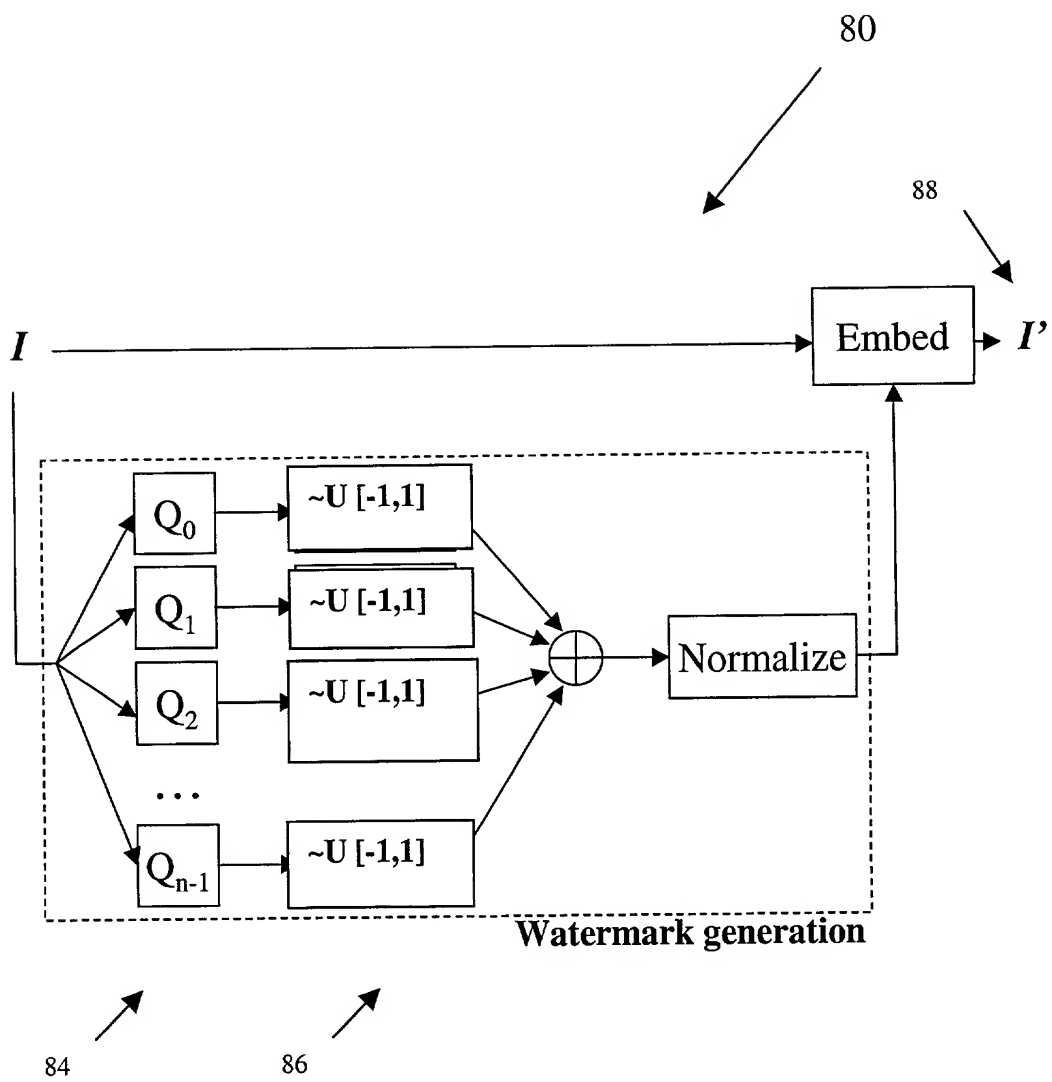 80
88
I
Embed
I’
Q0
~U [-1,1]
Q1
~U [-1,1]
Normalize
Q2
~U [-1,1]
...
Qn-1
~U [-1,1]
Watermark generation
84
86